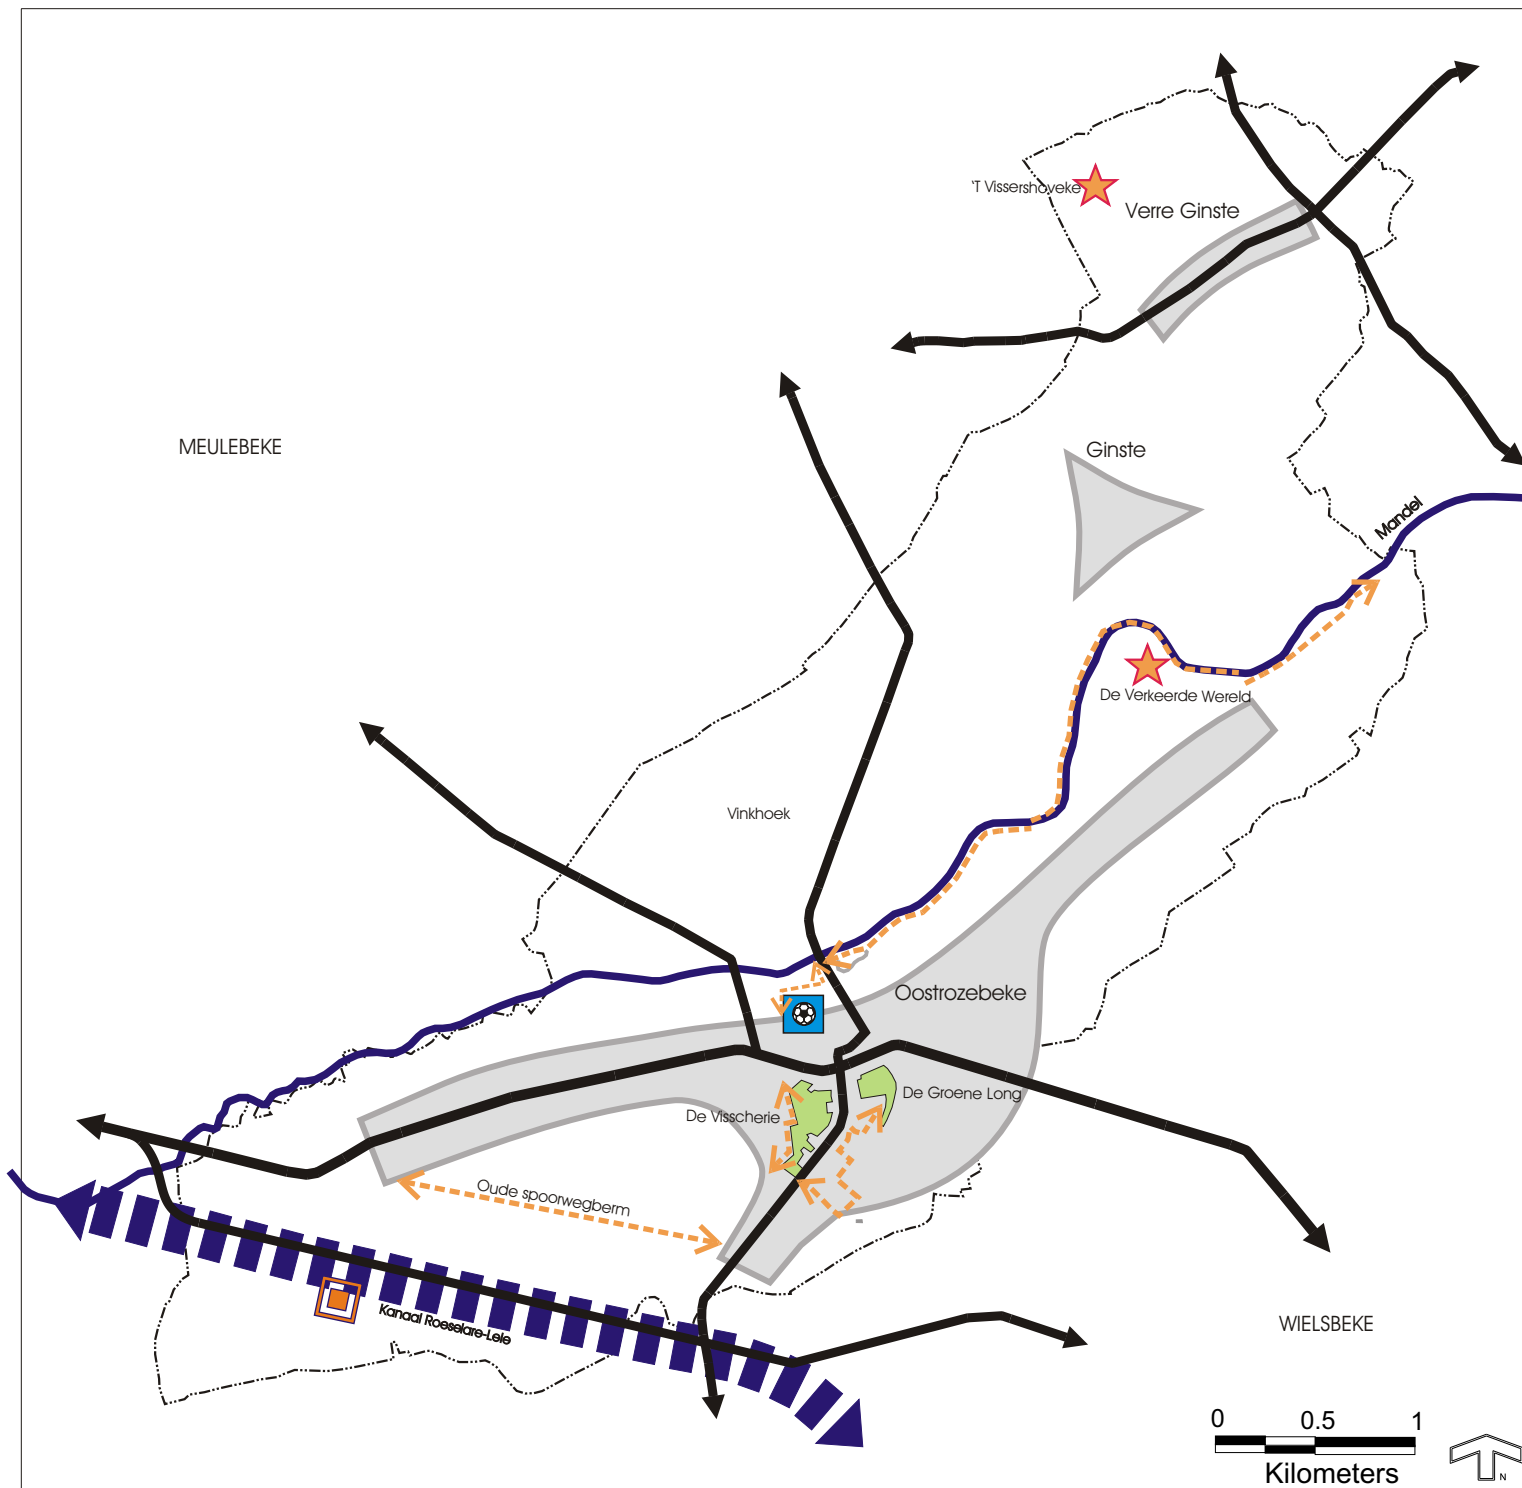 'T Vissershoveke
Verre Ginste
MEULEBEKE
Ginste
Mandel
De Verkeerde Wereld
Vinkhoek
Oostrozebeke
De Groene Long
De Visscherie
Oude spoorwegberm
Kanaal Roeselare-Leie
WIELSBEKE
0 0.5 1
Kilometers
N